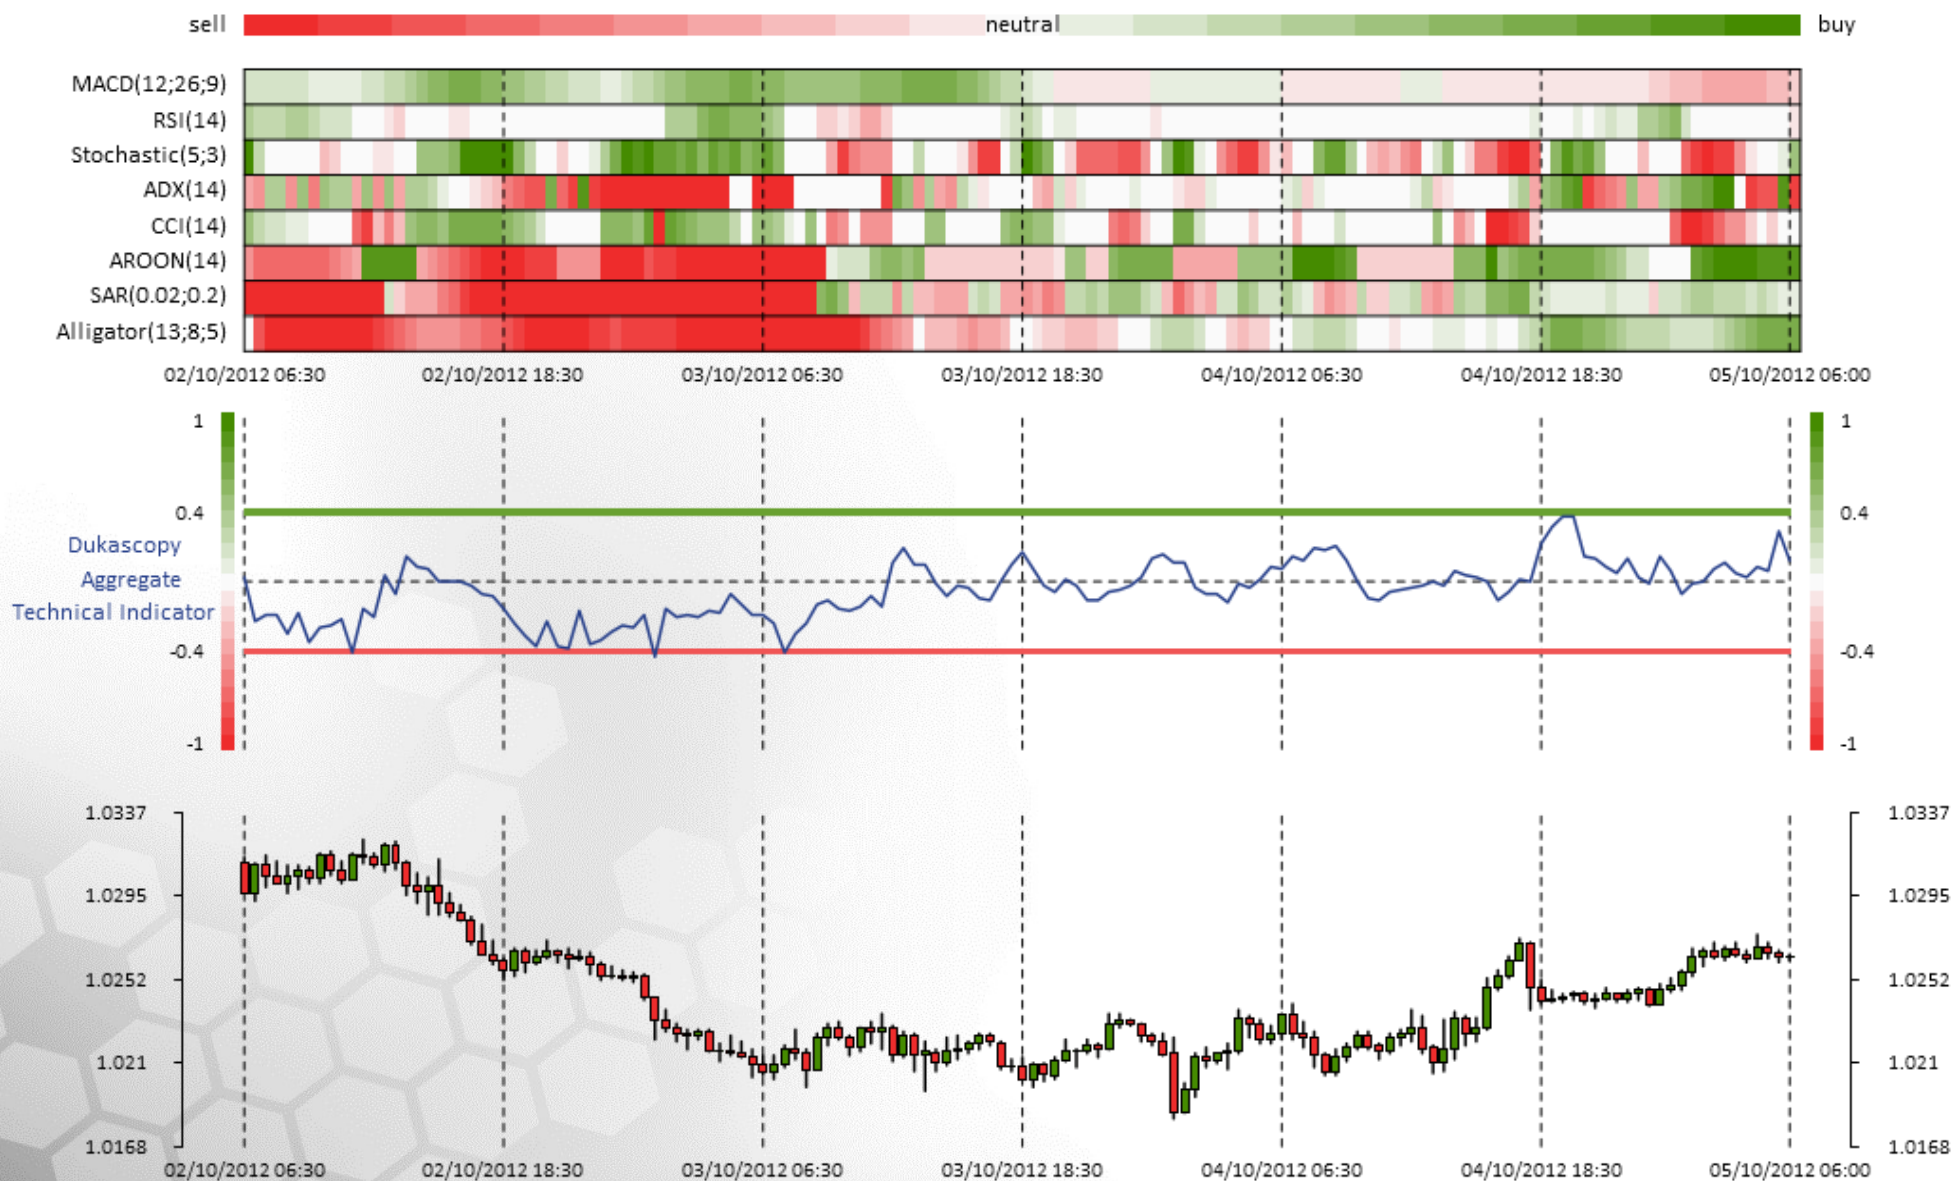 sell neutral buy
MACD(12;26;9)
RSI(14)
Stochastic(5;3)
ADX(14)
CCI(14)
AROON(14)
SAR(0.02;0.2)
Alligator(13;8;5)
02/10/2012 06:30 02/10/2012 18:30 03/10/2012 06:30 03/10/2012 18:30 04/10/2012 06:30 04/10/2012 18:30 05/10/2012 06:00
1 1
0.4 0.4
Dukascopy
Aggregate
Technical Indicator
-0.4 -0.4
-1 -1
1.0337 1.0337
1.0295 1.0295
1.0252 1.0252
1.021 1.021
1.0168 1.0168
02/10/2012 06:30 02/10/2012 18:30 03/10/2012 06:30 03/10/2012 18:30 04/10/2012 06:30 04/10/2012 18:30 05/10/2012 06:00